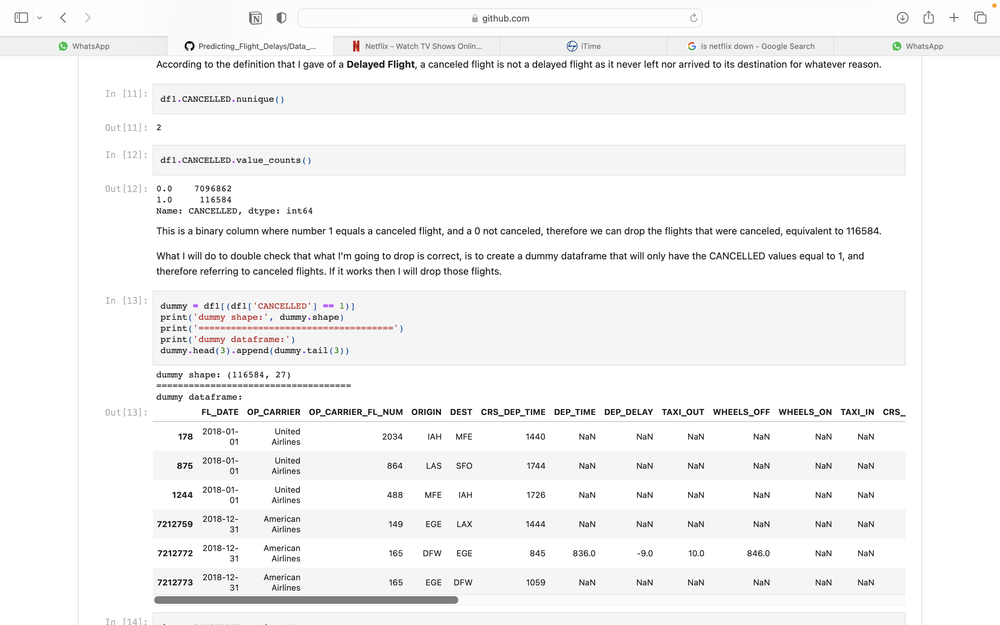 github.com
WhatsApp
Predicting_Flight_Delays/Data_...
Netflix - Watch TV Shows Onlin...
iTime
is netflix down - Google Search
WhatsApp
According to the definition that I gave of a Delayed Flight, a canceled flight is not a delayed flight as it never left nor arrived to its destination for whatever reason.
In [11]:
df1.CANCELLED.nunique()
Out[11]: 2
In [12]:
df1.CANCELLED.value_counts()
Out[12]: 0.0 7096862
1.0 116584
Name: CANCELLED, dtype: int64
This is a binary column where number 1 equals a canceled flight, and a 0 not canceled, therefore we can drop the flights that were canceled, equivalent to 116584.
What I will do to double check that what I'm going to drop is correct, is to create a dummy dataframe that will only have the CANCELLED values equal to 1, and
therefore referring to canceled flights. If it works then I will drop those flights.
In [13]:
dummy = df1[(df1['CANCELLED'] == 1)]
print('dummy shape:', dummy.shape)
print('====================================')
print('dummy dataframe:')
dummy.head(3).append(dummy.tail(3))
dummy shape: (116584, 27)
====================================
dummy dataframe:
Out[13]:
FL_DATE OP_CARRIER OP_CARRIER_FL_NUM ORIGIN DEST CRS_DEP_TIME DEP_TIME DEP_DELAY TAXI_OUT WHEELS_OFF WHEELS_ON TAXI_IN CRS_
178 2018-01-01 United Airlines 2034 IAH MFE 1440 NaN NaN NaN NaN NaN NaN
875 2018-01-01 United Airlines 864 LAS SFO 1744 NaN NaN NaN NaN NaN NaN
1244 2018-01-01 United Airlines 488 MFE IAH 1726 NaN NaN NaN NaN NaN NaN
7212759 2018-12-31 American Airlines 149 EGE LAX 1444 NaN NaN NaN NaN NaN NaN
7212772 2018-12-31 American Airlines 165 DFW EGE 845 836.0 -9.0 10.0 846.0 NaN NaN
7212773 2018-12-31 American Airlines 165 EGE DFW 1059 NaN NaN NaN NaN NaN NaN
In [14]: